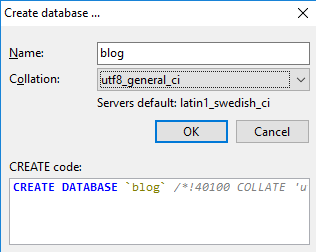 Create database ...
Name:
blog
Collation:
utf8_general_ci
Servers default: latin1_swedish_ci
OK
Cancel
CREATE code:
CREATE DATABASE `blog` /*!40100 COLLATE 'u